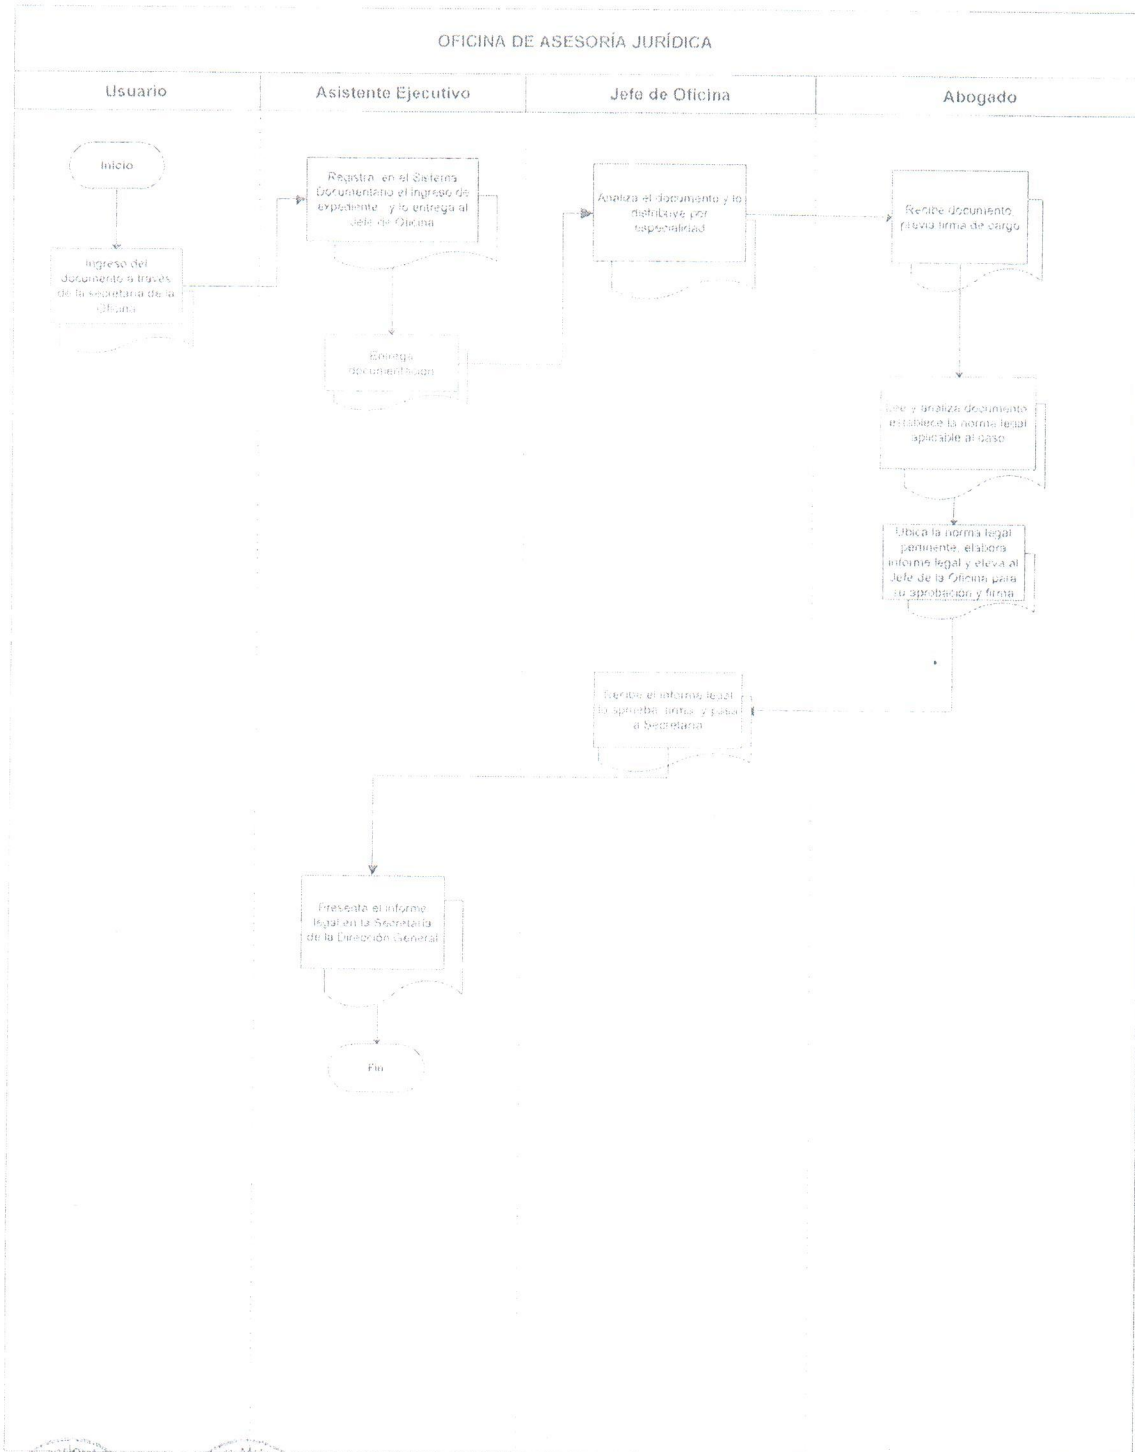 OFICINA DE ASESORÍA JURÍDICA
Usuario
Asistente Ejecutivo
Jefe de Oficina
Abogado
Inicio
Ingreso del
documento a través
de la secretaria de la
Oficina
Registra en el Sistema
Documentario el ingreso de
expediente y lo entrega al
Jefe de Oficina
Entrega
documentación
Analiza el documento y lo
distribuye por
especialidad
Recibe documento
previa firma de cargo
Lee y analiza documento
establece la norma legal
aplicable al caso
Ubica la norma legal
pertinente, elabora
informe legal y eleva al
Jefe de la Oficina para
su aprobación y firma
Recibe el informe legal
lo aprueba, firma y pasa
a Secretaria
Presenta el informe
legal en la Secretaría
de la Dirección General
Fin